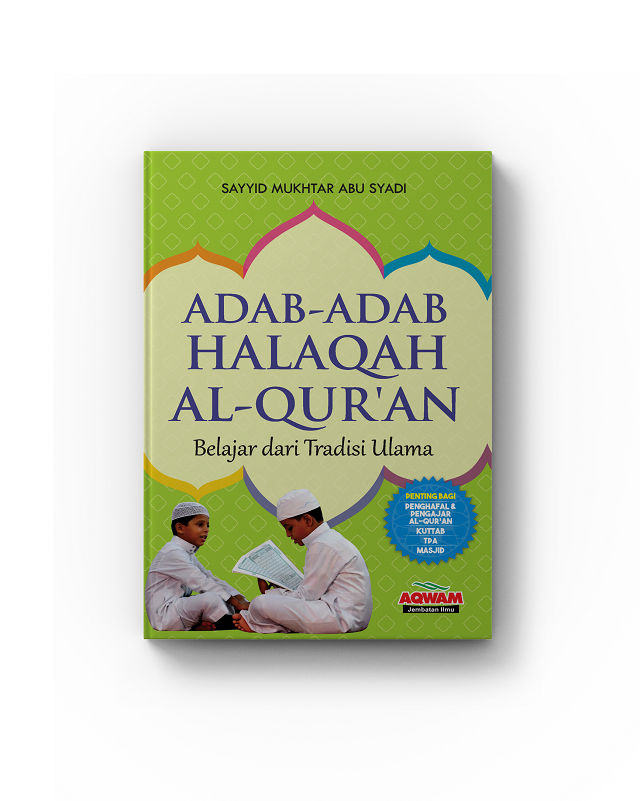 SAYYID MUKHTAR ABU SYADI
ADAB-ADAB
HALAQAH
AL-QUR'AN
Belajar dari Tradisi Ulama
PENTING BAGI
PENGHAFAL &
PENGAJAR
AL-QUR'AN
KUTTAB
TPA
MASJID
AQWAM
Jembatan Ilmu